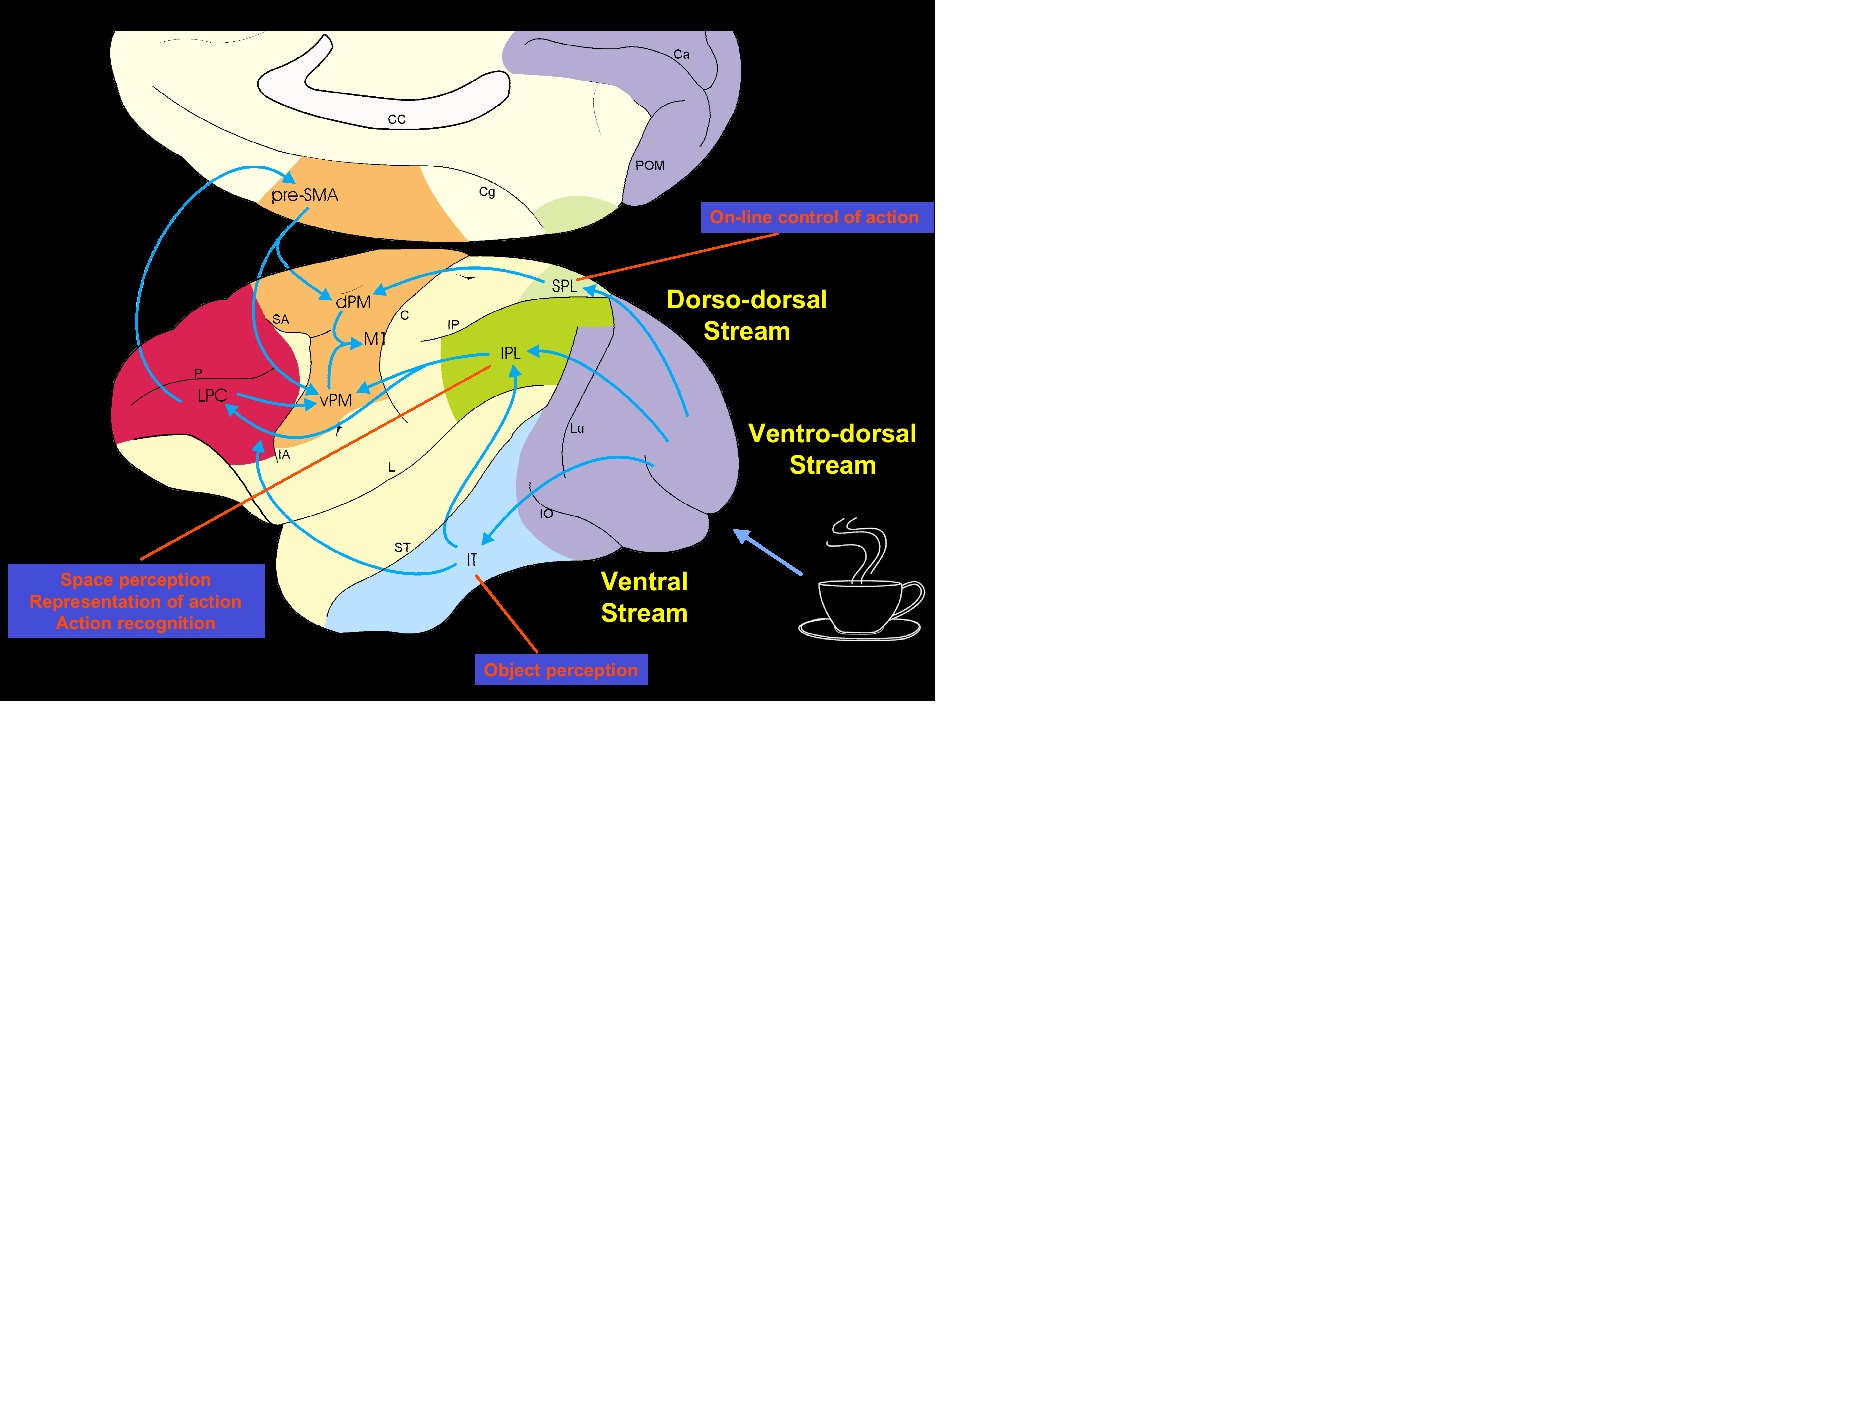 Ca
CC
POM
Cg
pre-SMA
On-line control of action
SPL
Dorso-dorsal
Stream
dPM
SA
C
IP
M1
IPL
P
LPC
vPM
Lu
Ventro-dorsal
Stream
IA
L
IO
ST
IT
Space perception
Representation of action
Action recognition
Ventral
Stream
Object perception